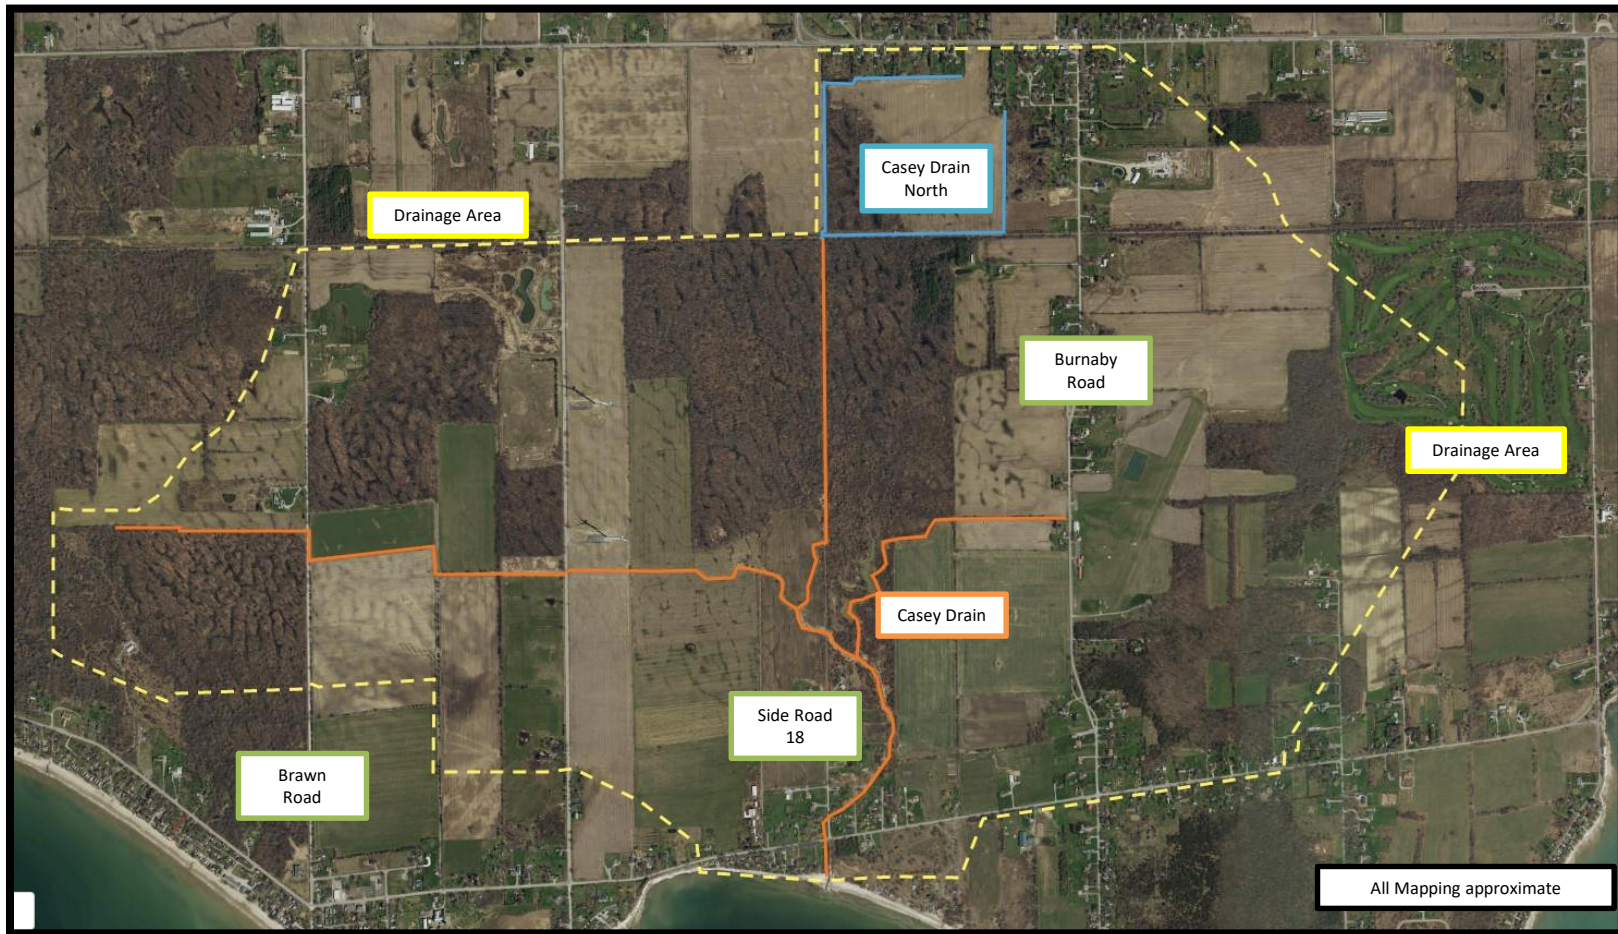 Casey Drain
North
Drainage Area
Burnaby
Road
Drainage Area
Casey Drain
Side Road
18
Brawn
Road
All Mapping approximate